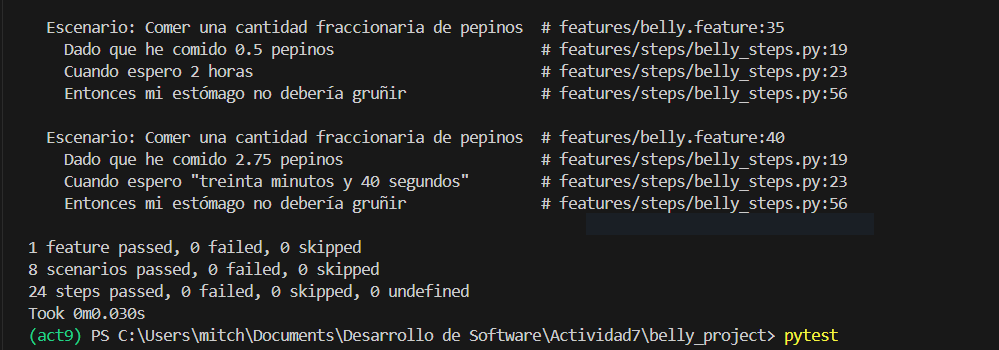 Escenario: Comer una cantidad fraccionaria de pepinos # features/belly.feature:35
Dado que he comido 0.5 pepinos # features/steps/belly_steps.py:19
Cuando espero 2 horas # features/steps/belly_steps.py:23
Entonces mi estómago no debería gruñir # features/steps/belly_steps.py:56
Escenario: Comer una cantidad fraccionaria de pepinos # features/belly.feature:40
Dado que he comido 2.75 pepinos # features/steps/belly_steps.py:19
Cuando espero "treinta minutos y 40 segundos" # features/steps/belly_steps.py:23
Entonces mi estómago no debería gruñir # features/steps/belly_steps.py:56
1 feature passed, 0 failed, 0 skipped
8 scenarios passed, 0 failed, 0 skipped
24 steps passed, 0 failed, 0 skipped, 0 undefined
Took 0m0.030s
(act9) PS C:\Users\mitch\Documents\Desarrollo de Software\Actividad7\belly_project> pytest